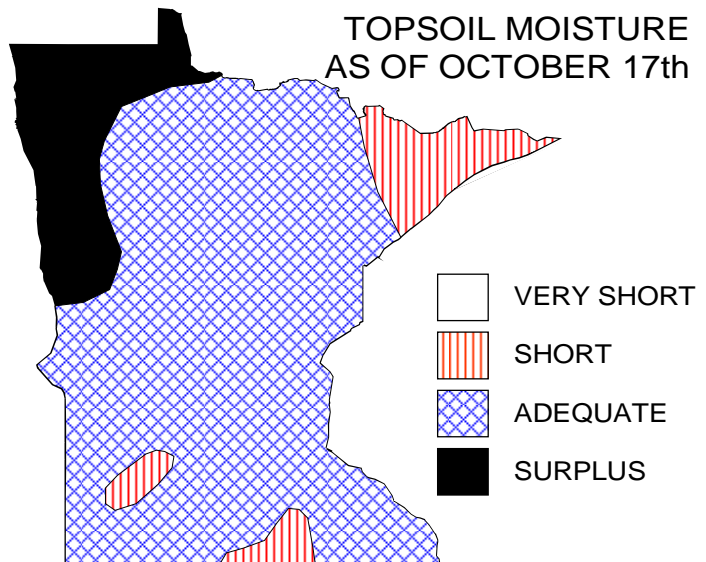 TOPSOIL MOISTURE
AS OF OCTOBER 17th
VERY SHORT
SHORT
ADEQUATE
SURPLUS